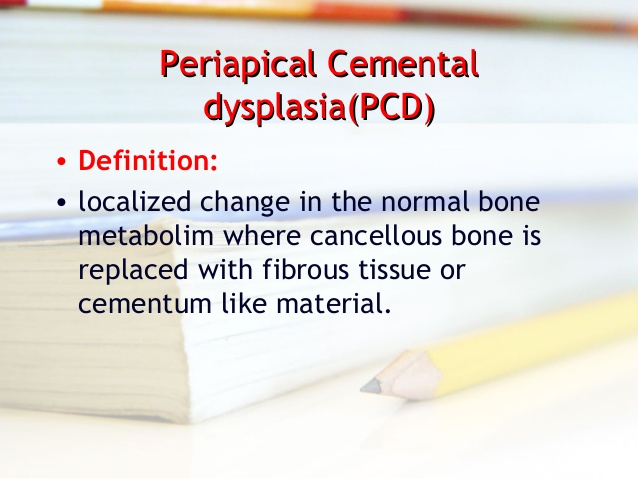 Periapical Cemental
dysplasia(PCD)
• Definition:
• localized change in the normal bone
metabolim where cancellous bone is
replaced with fibrous tissue or
cementum like material.